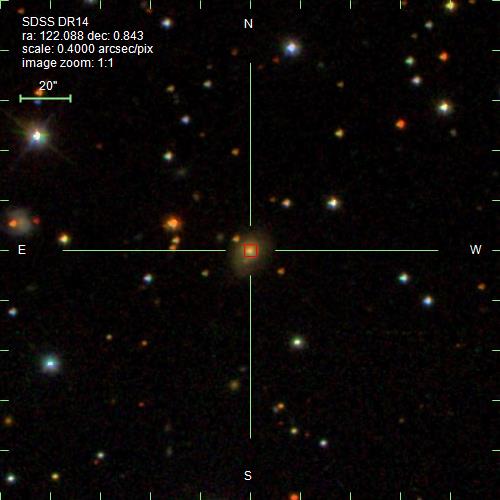 SDSS DR14
ra: 122.088 dec: 0.843
scale: 0.4000 arcsec/pix
image zoom: 1:1
20"
N
E
W
S